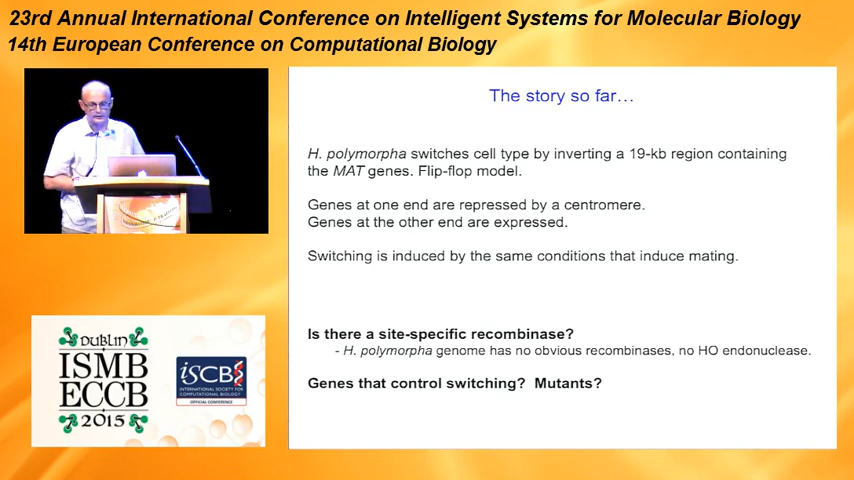 23rd Annual International Conference on Intelligent Systems for Molecular Biology
14th European Conference on Computational Biology
The story so far…
H. polymorpha switches cell type by inverting a 19-kb region containing
the MAT genes. Flip-flop model.
Genes at one end are repressed by a centromere.
Genes at the other end are expressed.
Switching is induced by the same conditions that induce mating.
Is there a site-specific recombinase?
- H. polymorpha genome has no obvious recombinases, no HO endonuclease.
Genes that control switching? Mutants?
DUBLIN
ISMB
ECCB
2015
ISCB
INTERNATIONAL SOCIETY FOR
COMPUTATIONAL BIOLOGY
OFFICIAL CONFERENCE